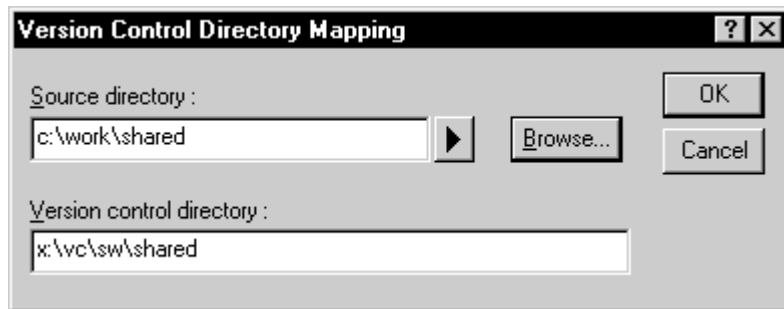 Version Control Directory Mapping
Source directory :
c:\work\shared
Browse...
OK
Cancel
Version control directory :
x:\vc\sw\shared